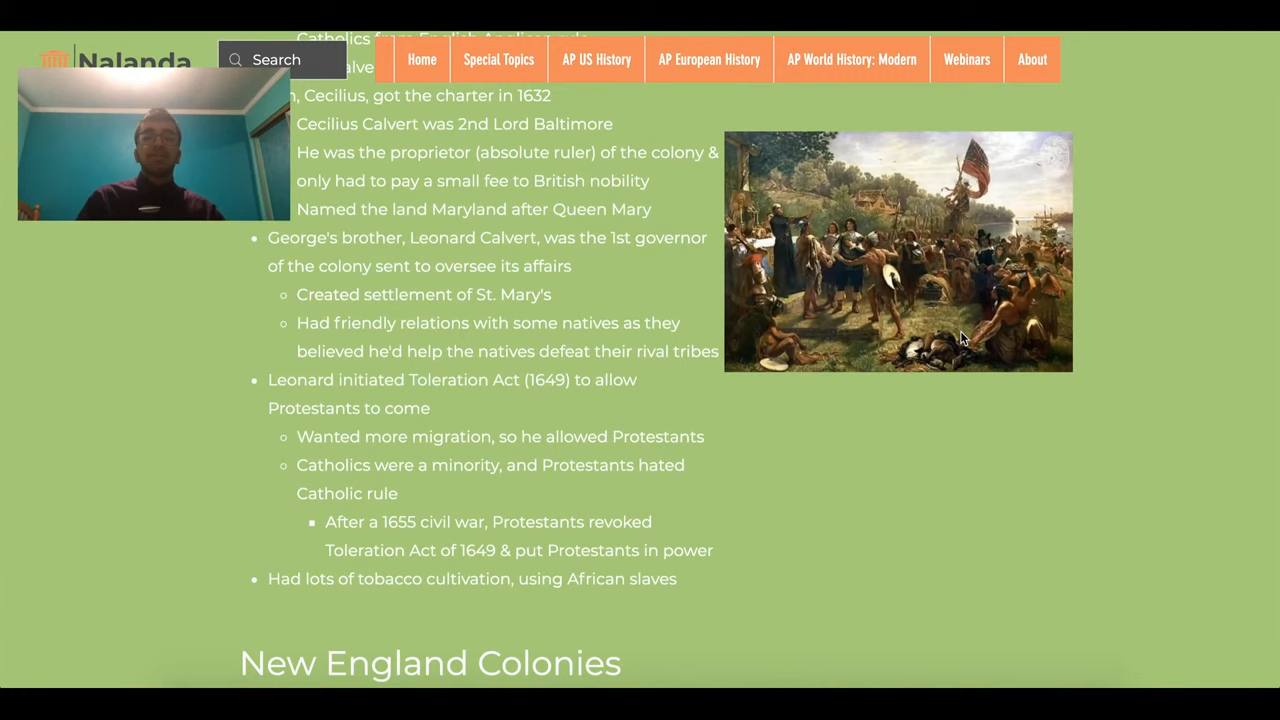 Nalanda
Search
Home
Special Topics
AP US History
AP European History
AP World History: Modern
Webinars
About
Catholics from English Anglican rule
Cecilius, got the charter in 1632
Cecilius Calvert was 2nd Lord Baltimore
He was the proprietor (absolute ruler) of the colony &
only had to pay a small fee to British nobility
Named the land Maryland after Queen Mary
George's brother, Leonard Calvert, was the 1st governor
of the colony sent to oversee its affairs
Created settlement of St. Mary's
Had friendly relations with some natives as they
believed he'd help the natives defeat their rival tribes
Leonard initiated Toleration Act (1649) to allow
Protestants to come
Wanted more migration, so he allowed Protestants
Catholics were a minority, and Protestants hated
Catholic rule
After a 1655 civil war, Protestants revoked
Toleration Act of 1649 & put Protestants in power
Had lots of tobacco cultivation, using African slaves
New England Colonies